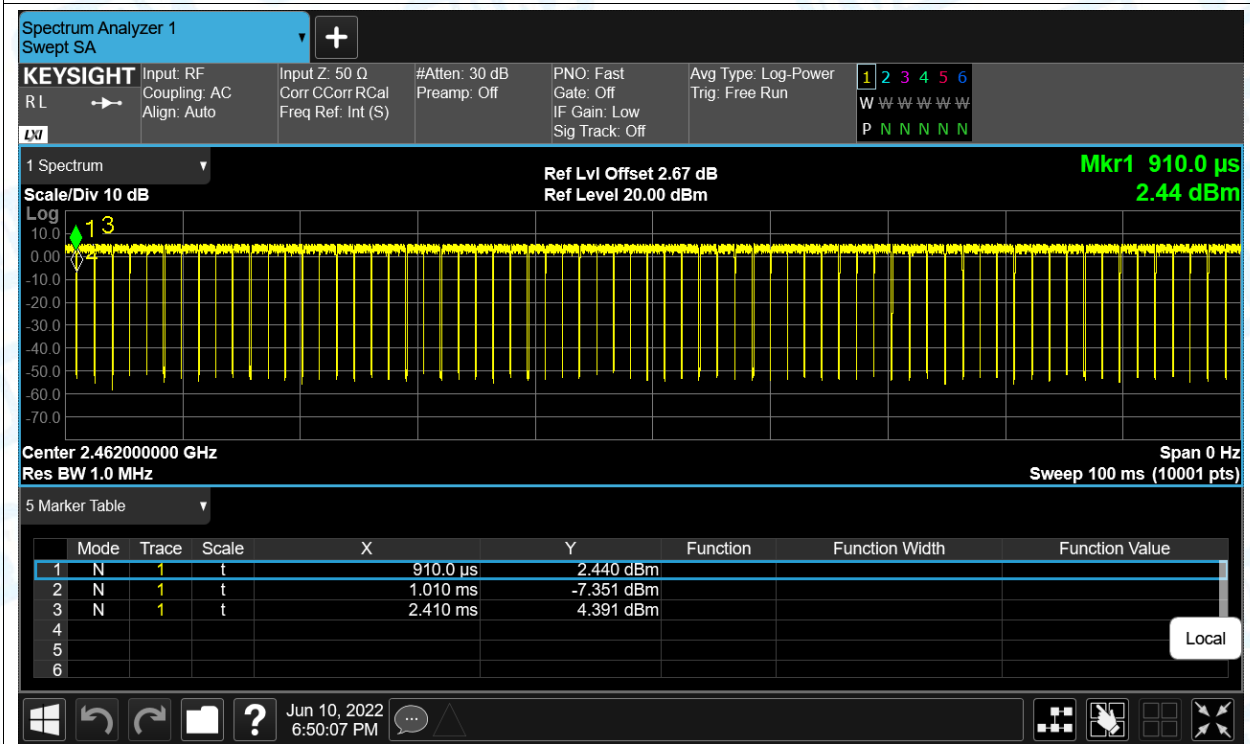 Spectrum Analyzer 1
Swept SA
KEYSIGHT
R L
LXI
Input: RF
Coupling: AC
Align: Auto
Input Z: 50 Ω
Corr CCorr RCal
Freq Ref: Int (S)
#Atten: 30 dB
Preamp: Off
PNO: Fast
Gate: Off
IF Gain: Low
Sig Track: Off
Avg Type: Log-Power
Trig: Free Run
1 2 3 4 5 6
W W W W W W
P N N N N N
1 Spectrum
Scale/Div 10 dB
Ref Lvl Offset 2.67 dB
Ref Level 20.00 dBm
Mkr1 910.0 µs
2.44 dBm
Log
1 3
10.0
0.00
-10.0
-20.0
-30.0
-40.0
-50.0
-60.0
-70.0
Center 2.462000000 GHz
Res BW 1.0 MHz
Span 0 Hz
Sweep 100 ms (10001 pts)
5 Marker Table
Mode Trace Scale X Y Function Function Width Function Value
1 N 1 t 910.0 µs 2.440 dBm
2 N 1 t 1.010 ms -7.351 dBm
3 N 1 t 2.410 ms 4.391 dBm
4
5
6
Local
?
Jun 10, 2022
6:50:07 PM